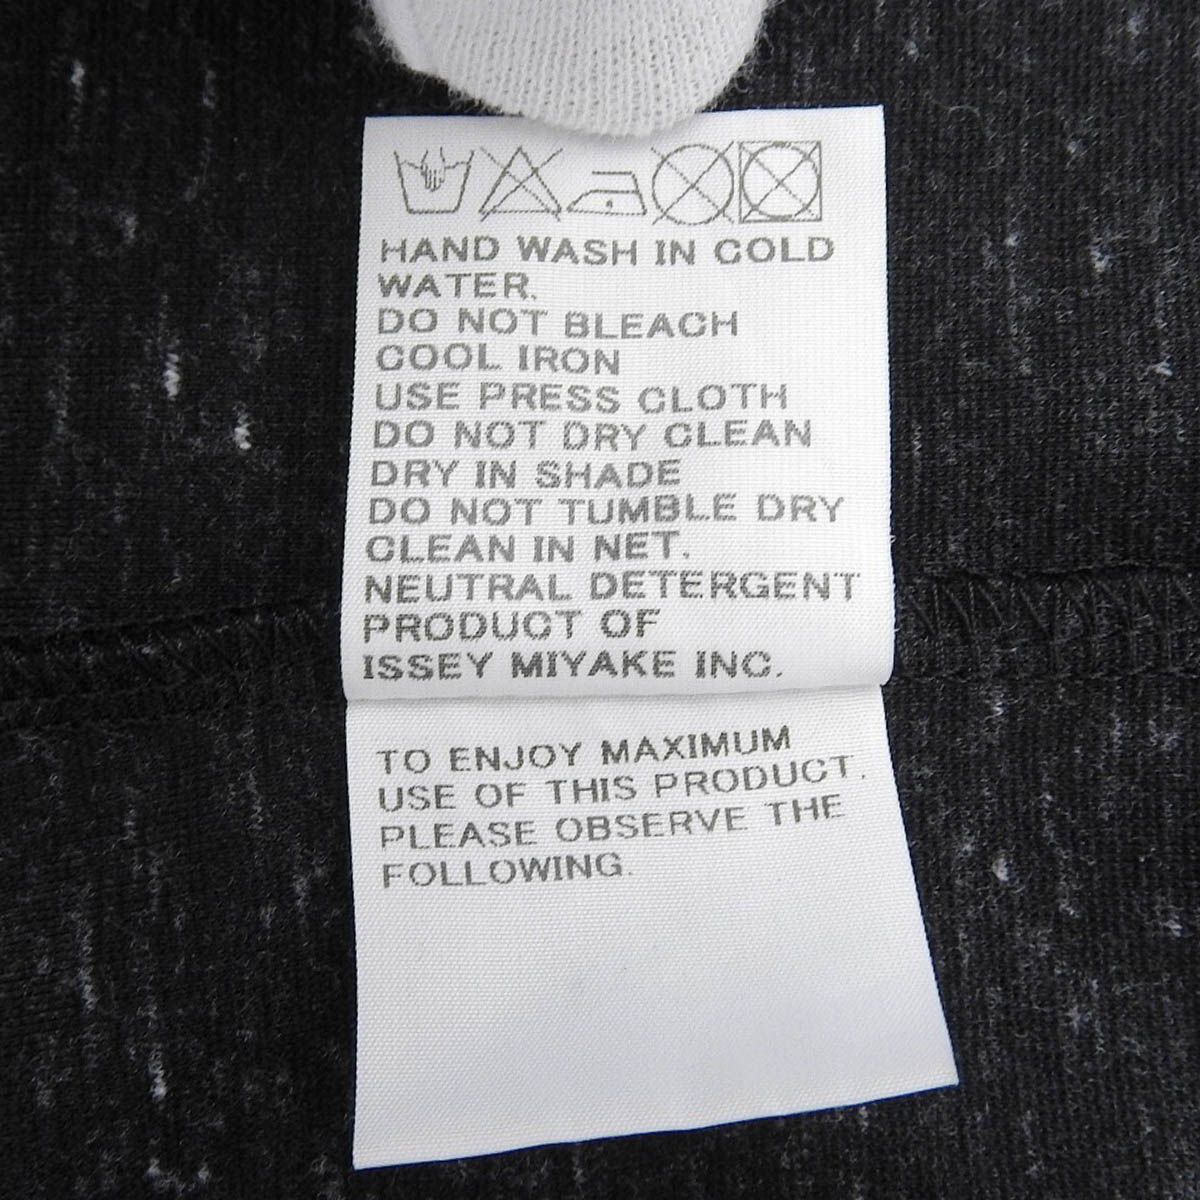 HAND WASH IN COLD
WATER.
DO NOT BLEACH
COOL IRON
USE PRESS CLOTH
DO NOT DRY CLEAN
DRY IN SHADE
DO NOT TUMBLE DRY
CLEAN IN NET.
NEUTRAL DETERGENT
PRODUCT OF
ISSEY MIYAKE INC.
TO ENJOY MAXIMUM
USE OF THIS PRODUCT.
PLEASE OBSERVE THE
FOLLOWING.